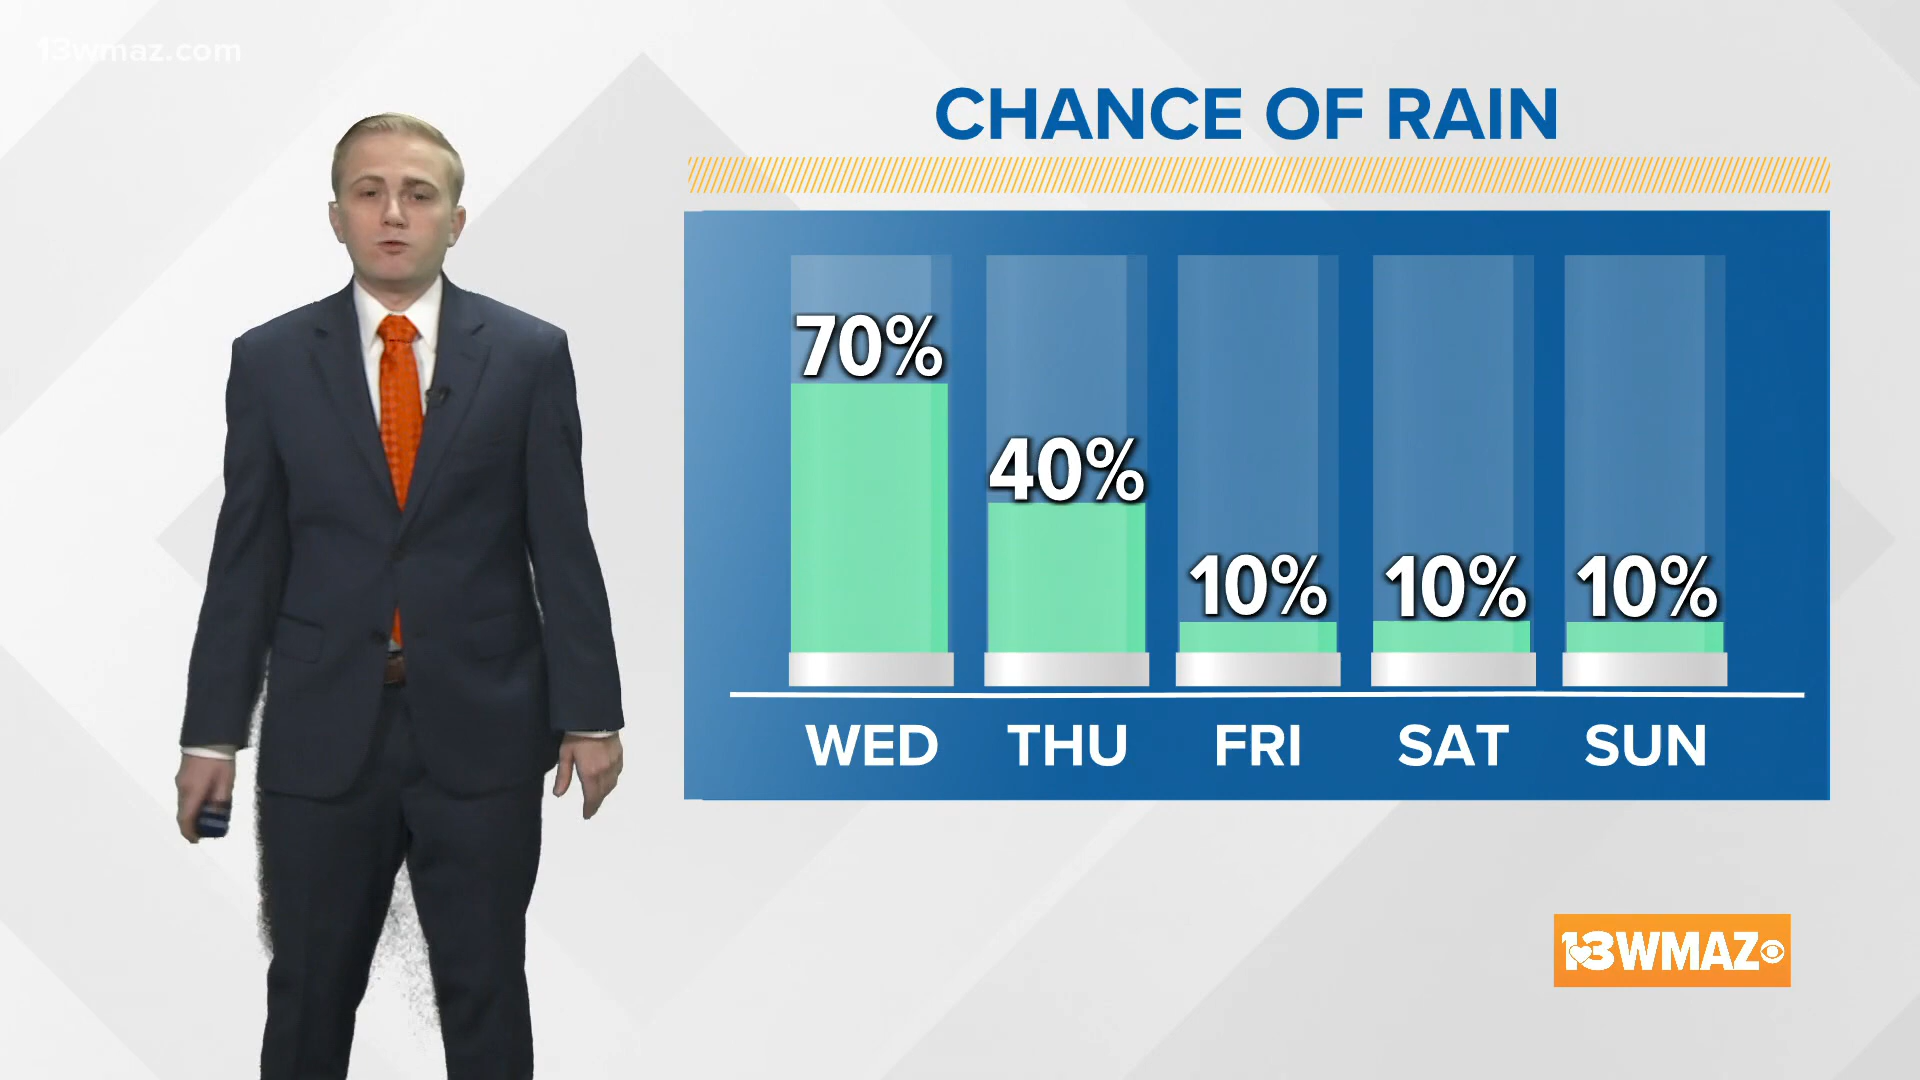 13wmaz.com
CHANCE OF RAIN
70%
40%
10%
10%
10%
WED THU FRI SAT SUN
13WMAZ